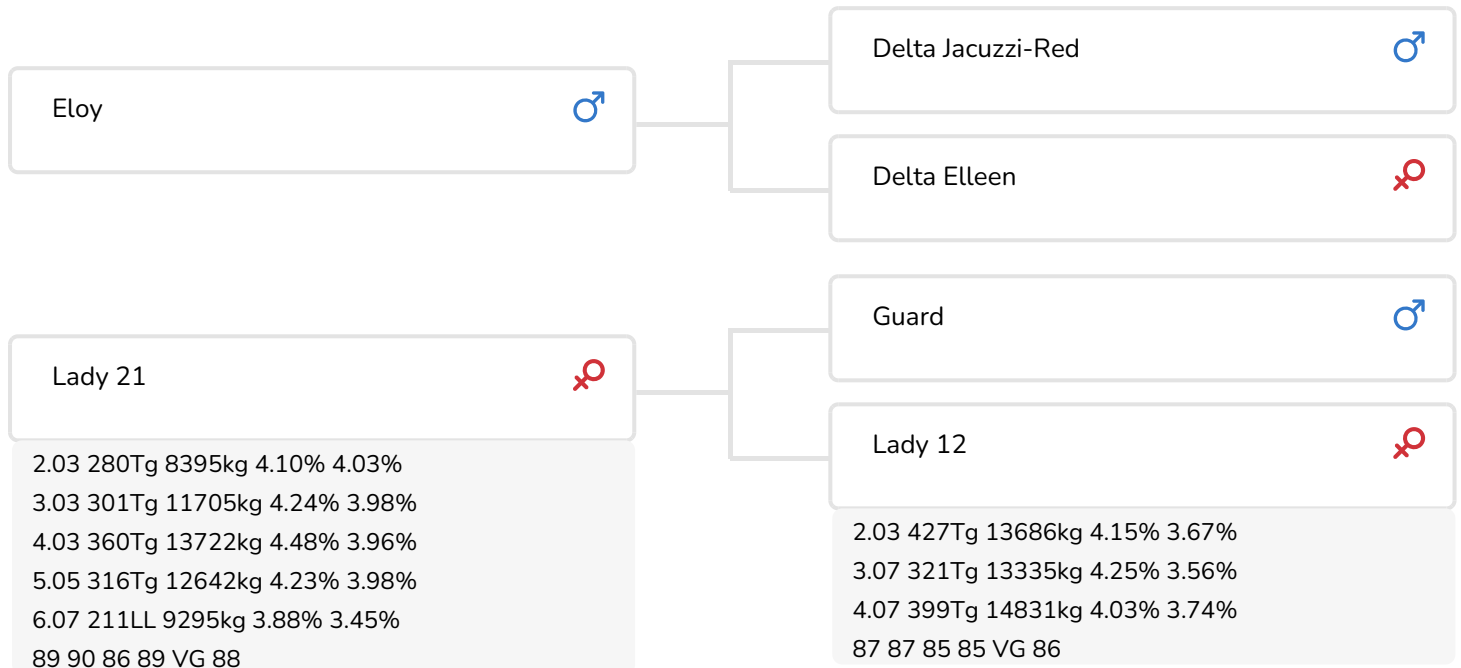 Eloy
Delta Jacuzzi-Red
Delta Elleen
Lady 21
2.03 280Tg 8395kg 4.10% 4.03%
3.03 301Tg 11705kg 4.24% 3.98%
4.03 360Tg 13722kg 4.48% 3.96%
5.05 316Tg 12642kg 4.23% 3.98%
6.07 211LL 9295kg 3.88% 3.45%
89 90 86 89 VG 88
Guard
Lady 12
2.03 427Tg 13686kg 4.15% 3.67%
3.07 321Tg 13335kg 4.25% 3.56%
4.07 399Tg 14831kg 4.03% 3.74%
87 87 85 85 VG 86